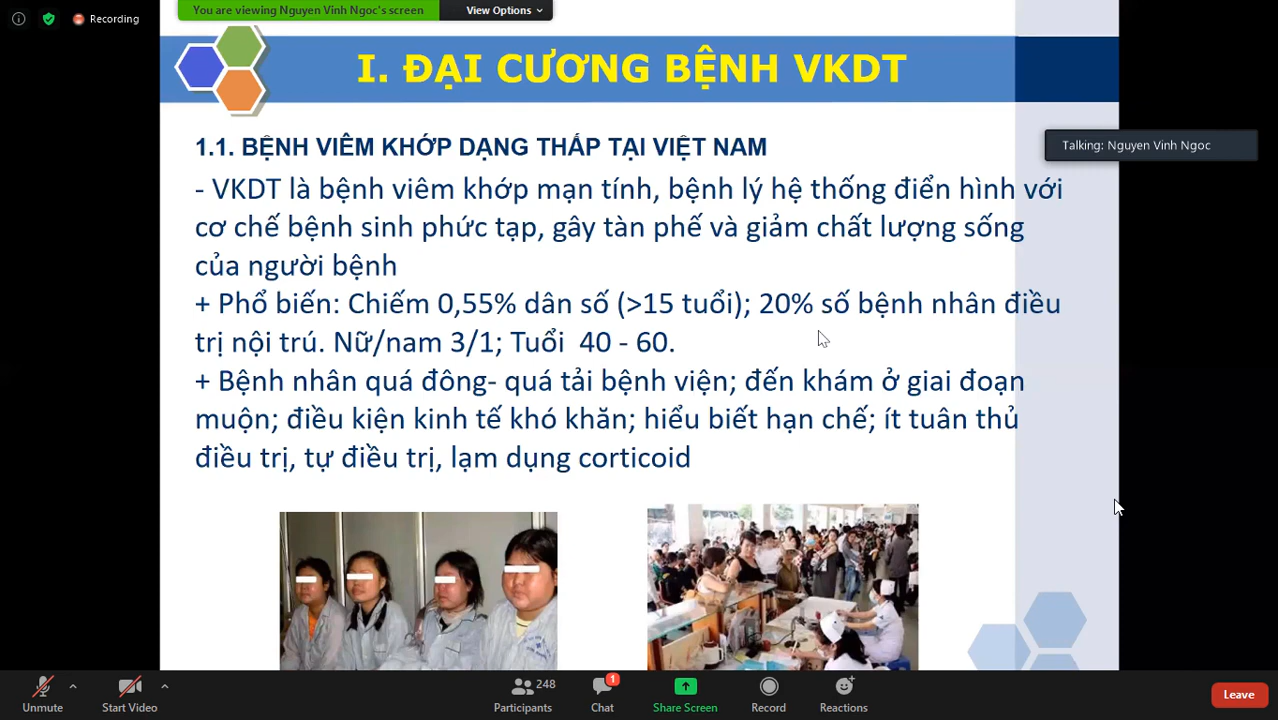 You are viewing Nguyen Vinh Ngoc's screen
View Options
Recording
I. ĐẠI CƯƠNG BỆNH VKDT
Talking: Nguyen Vinh Ngoc
1.1. BỆNH VIÊM KHỚP DẠNG THẤP TẠI VIỆT NAM
- VKDT là bệnh viêm khớp mạn tính, bệnh lý hệ thống điển hình với
cơ chế bệnh sinh phức tạp, gây tàn phế và giảm chất lượng sống
của người bệnh
+ Phổ biến: Chiếm 0,55% dân số (>15 tuổi); 20% số bệnh nhân điều
trị nội trú. Nữ/nam 3/1; Tuổi 40 - 60.
+ Bệnh nhân quá đông- quá tải bệnh viện; đến khám ở giai đoạn
muộn; điều kiện kinh tế khó khăn; hiểu biết hạn chế; ít tuân thủ
điều trị, tự điều trị, lạm dụng corticoid
Unmute
Start Video
248
Participants
1
Chat
Share Screen
Record
Reactions
Leave